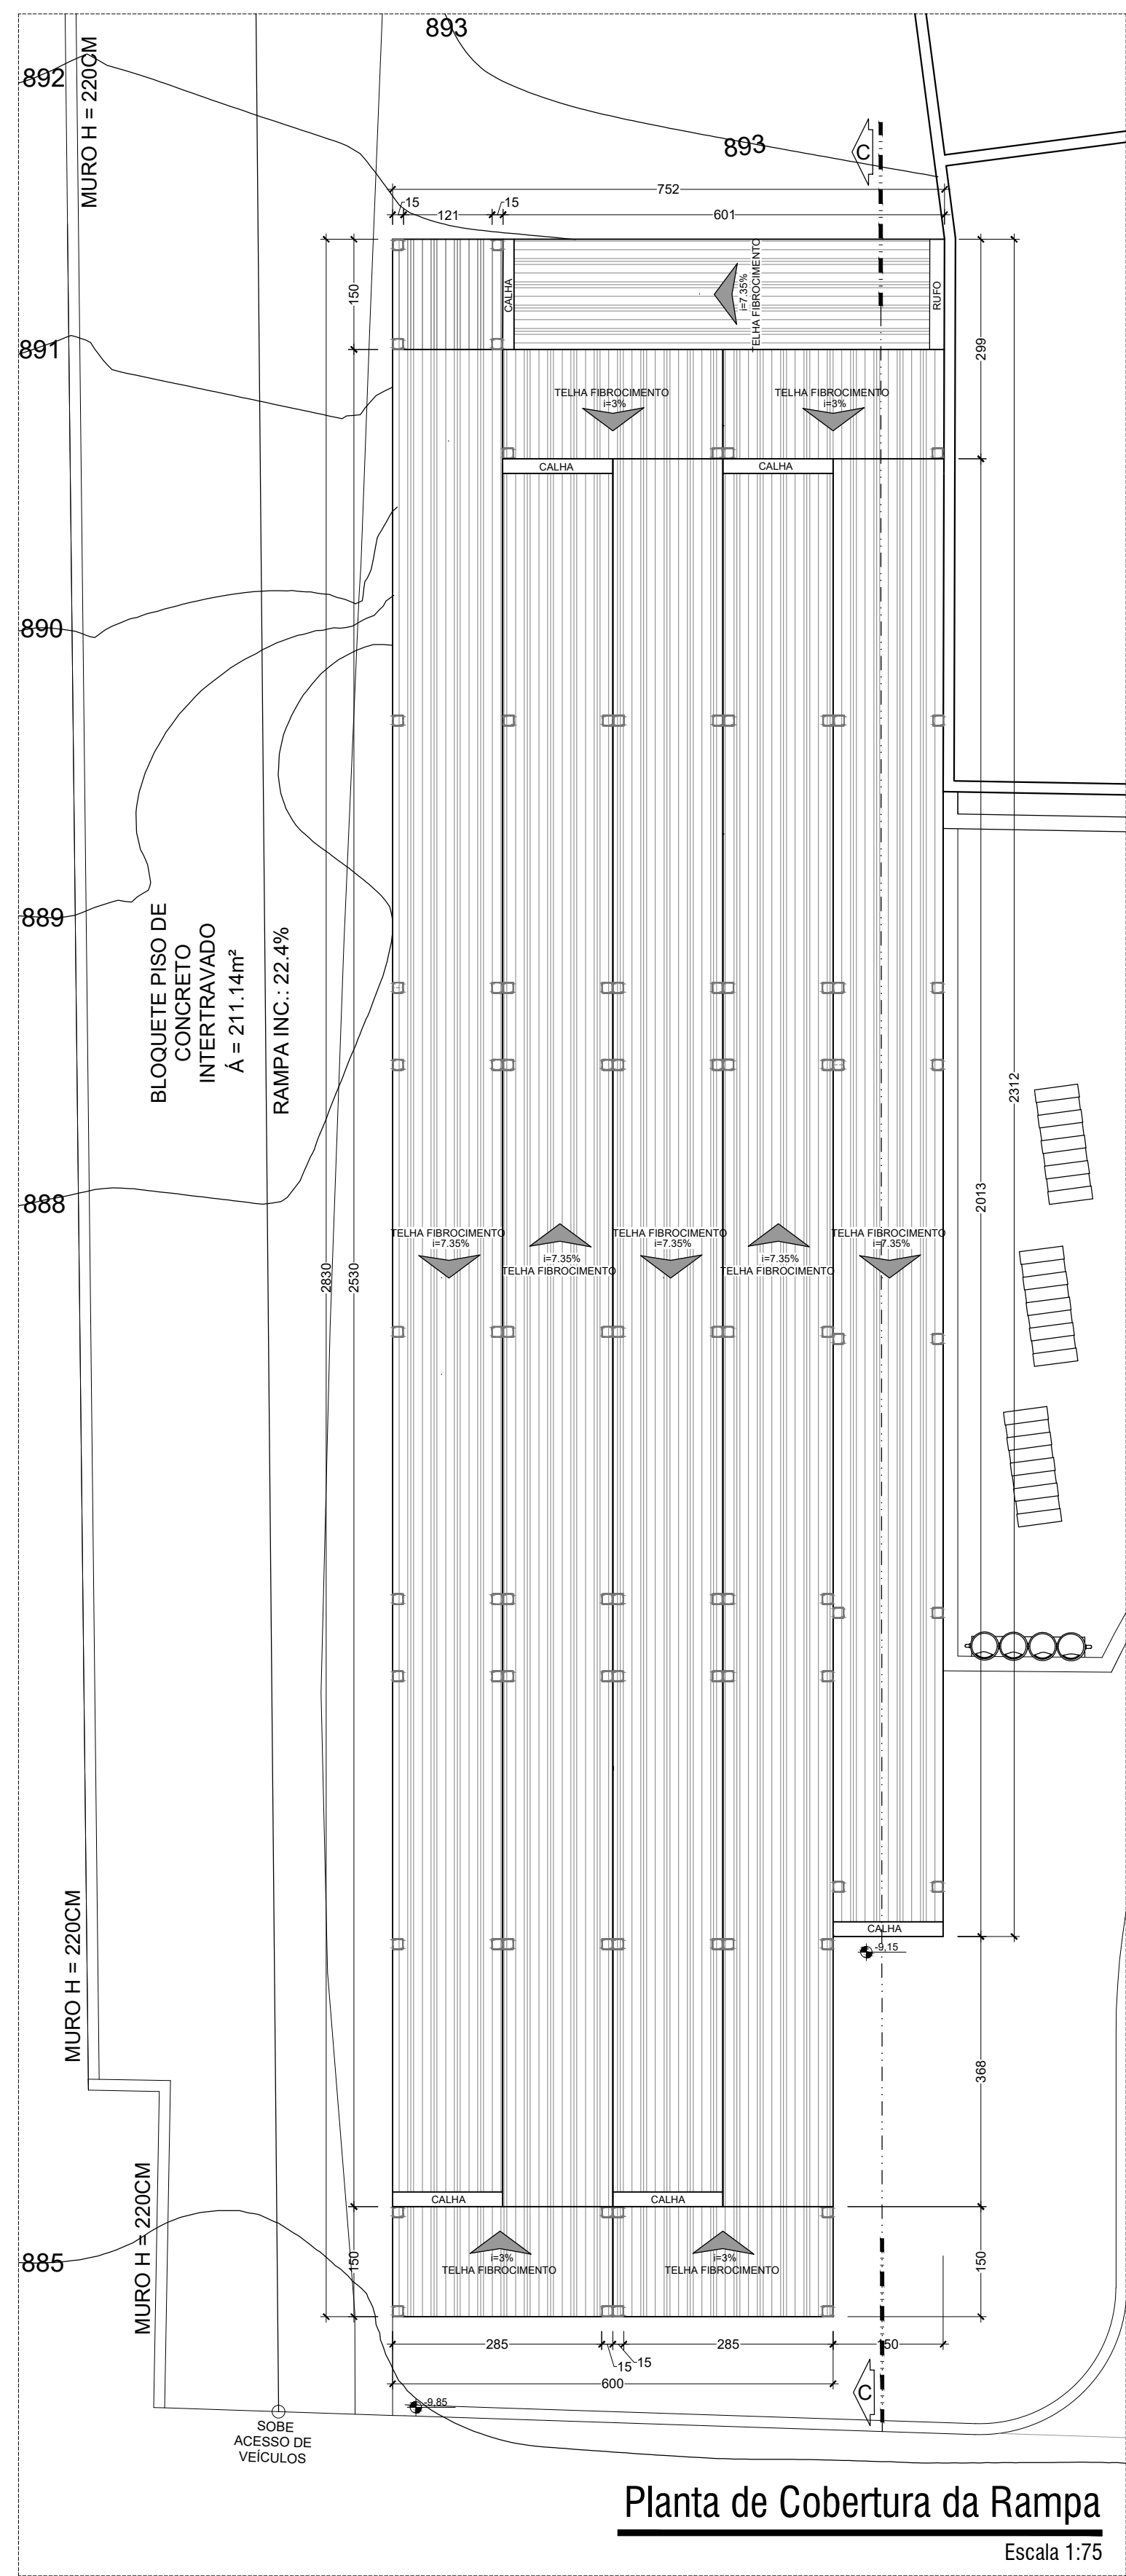 893
892
MURO H = 220CM
893
C
752
15
15
121
601
CALHA
i=7.35%
TELHA FIBROCIMENTO
RUFO
150
299
891
TELHA FIBROCIMENTO
i=3%
TELHA FIBROCIMENTO
i=3%
CALHA
CALHA
890
889
BLOQUETE PISO DE
CONCRETO
INTERTRAVADO
Á = 211.14m²
RAMPA INC.: 22.4%
2312
2013
888
TELHA FIBROCIMENTO
i=7.35%
i=7.35%
TELHA FIBROCIMENTO
TELHA FIBROCIMENTO
i=7.35%
i=7.35%
TELHA FIBROCIMENTO
TELHA FIBROCIMENTO
i=7.35%
2830
2530
CALHA
-9,15
MURO H = 220CM
368
CALHA
CALHA
MURO H = 220CM
885
150
i=3%
TELHA FIBROCIMENTO
i=3%
TELHA FIBROCIMENTO
150
285
285
150
15
15
600
C
-9,85
SOBE
ACESSO DE
VEÍCULOS
Planta de Cobertura da Rampa
Escala 1:75